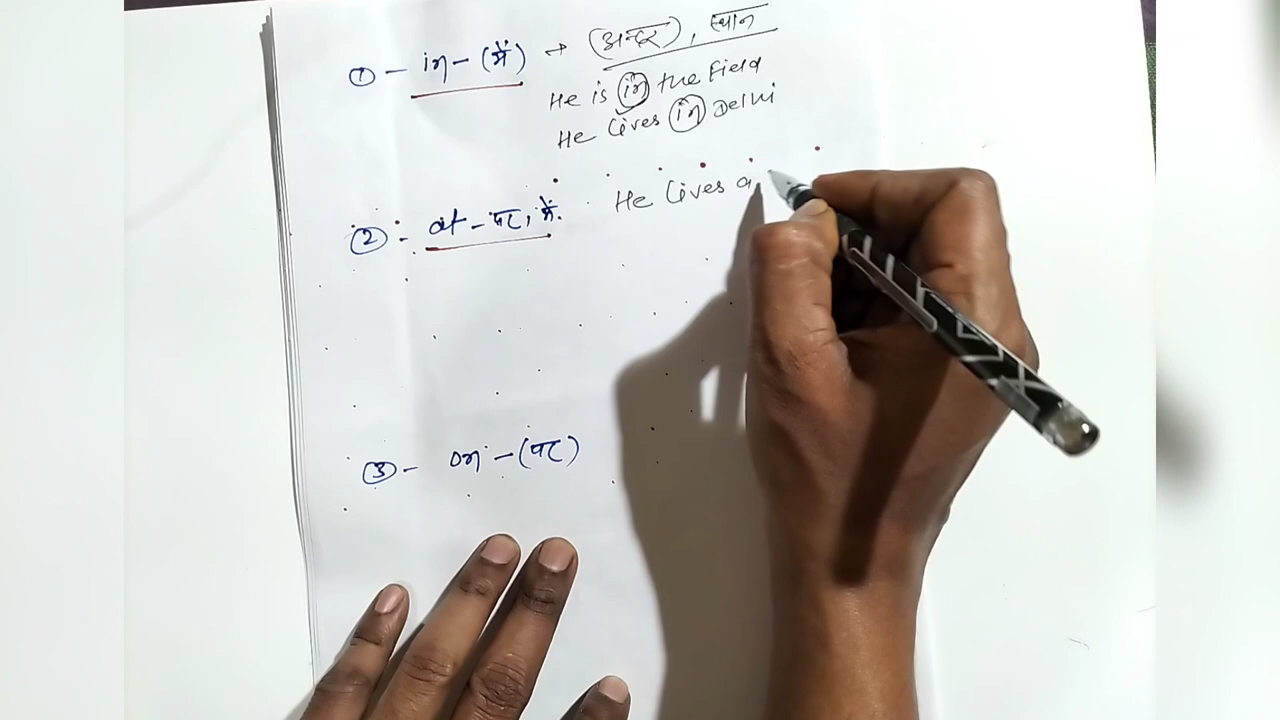 ① - in - (में) → (अन्दर), स्थान
He is in the Field
He lives in Delhi
② - at - पर, में. He lives a
③ - on - (पर)